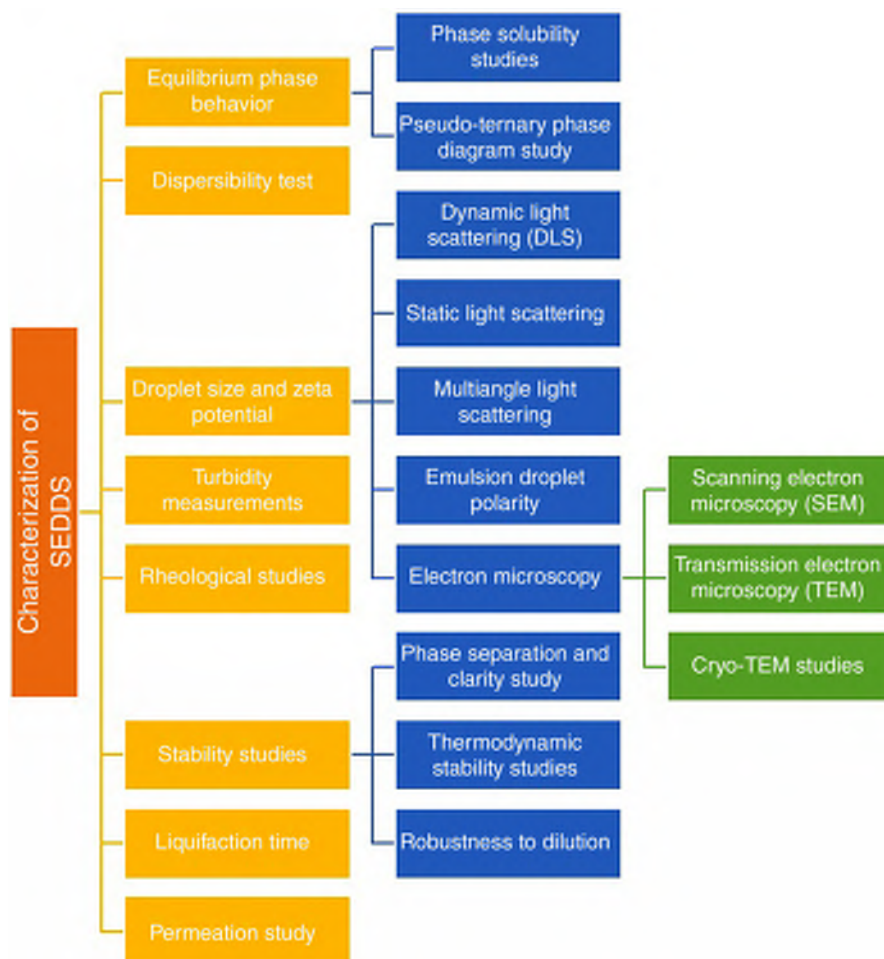 Characterization of
SEDDS
Equilibrium phase
behavior
Phase solubility
studies
Pseudo-ternary phase
diagram study
Dispersibility test
Droplet size and zeta
potential
Dynamic light
scattering (DLS)
Static light scattering
Multiangle light
scattering
Emulsion droplet
polarity
Electron microscopy
Scanning electron
microscopy (SEM)
Transmission electron
microscopy (TEM)
Cryo-TEM studies
Turbidity
measurements
Rheological studies
Stability studies
Phase separation and
clarity study
Thermodynamic
stability studies
Robustness to dilution
Liquifaction time
Permeation study